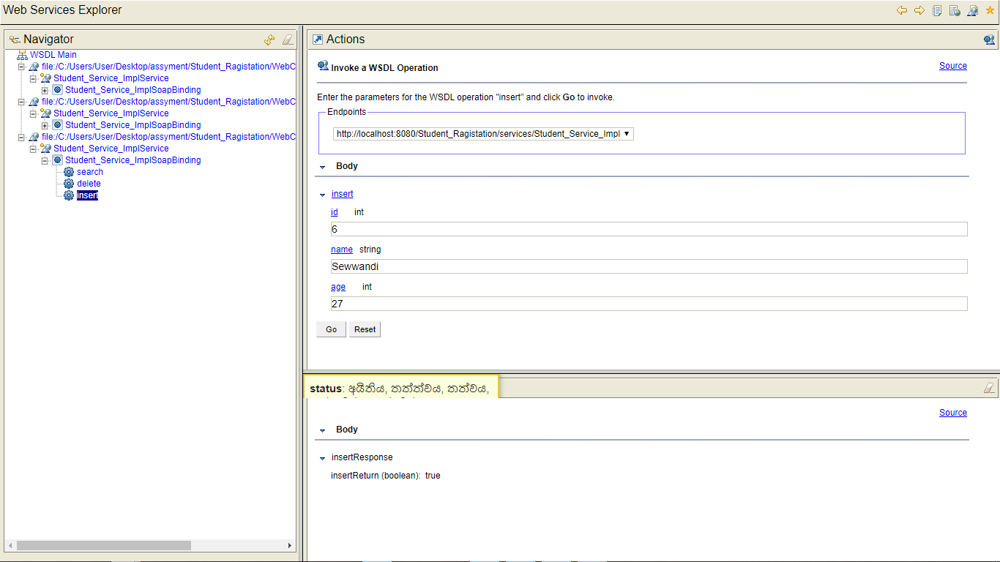 Web Services Explorer
Navigator
WSDL Main
file:/C:/Users/User/Desktop/assyment/Student_Ragistation/WebC
Student_Service_ImplService
Student_Service_ImplSoapBinding
file:/C:/Users/User/Desktop/assyment/Student_Ragistation/WebC
Student_Service_ImplService
Student_Service_ImplSoapBinding
file:/C:/Users/User/Desktop/assyment/Student_Ragistation/WebC
Student_Service_ImplService
Student_Service_ImplSoapBinding
search
delete
insert
Actions
Invoke a WSDL Operation
Source
Enter the parameters for the WSDL operation "insert" and click Go to invoke.
Endpoints
http://localhost:8080/Student_Ragistation/services/Student_Service_Impl
Body
insert
id int
6
name string
Sewwandi
age int
27
Go Reset
status: අයිතිය, තත්ත්වය, තත්වය,
Source
Body
insertResponse
insertReturn (boolean): true